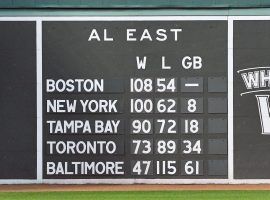 AL EAST
W L GB
BOSTON 108 54 —
NEW YORK 100 62 8
TAMPA BAY 90 72 18
TORONTO 73 89 34
BALTIMORE 47 115 61